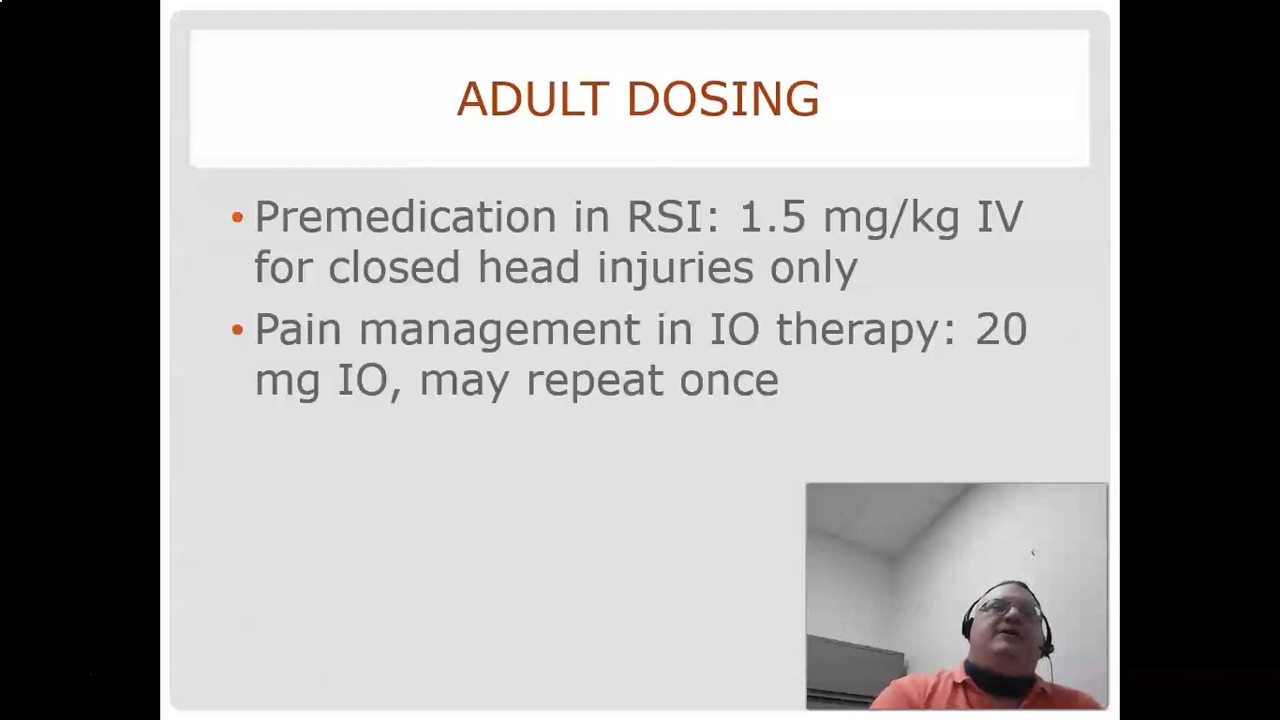 ADULT DOSING
• Premedication in RSI: 1.5 mg/kg IV
for closed head injuries only
• Pain management in IO therapy: 20
mg IO, may repeat once